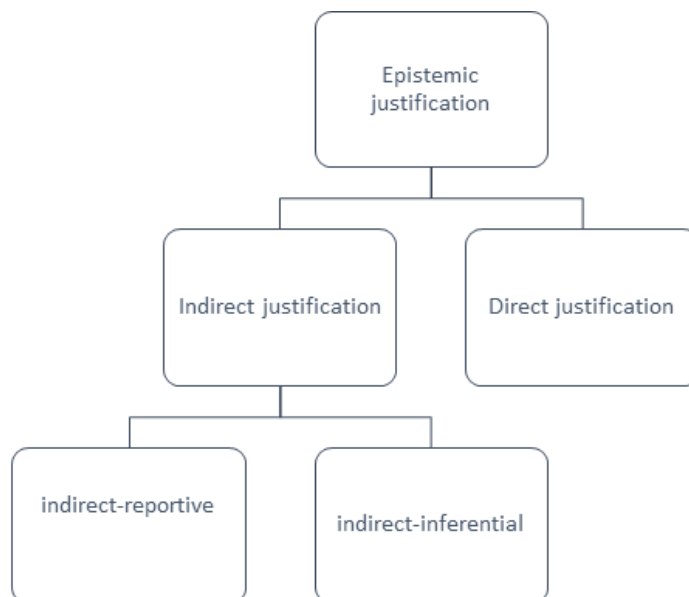 Epistemic
justification
Indirect justification
Direct justification
indirect-reportive
indirect-inferential